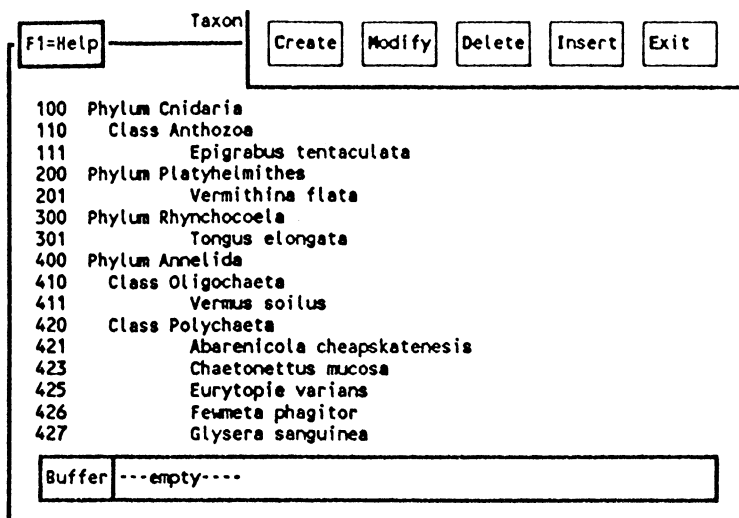 Taxon
F1=Help Create Modify Delete Insert Exit
100 Phylum Cnidaria
110 Class Anthozoa
111 Epigrabus tentaculata
200 Phylum Platyhelmithes
201 Vermithina flata
300 Phylum Rhynchocoela
301 Tongus elongata
400 Phylum Annelida
410 Class Oligochaeta
411 Vermus soilus
420 Class Polychaeta
421 Abarenicola cheapskatenesis
423 Chaetonettus mucosa
425 Eurytopie varians
426 Fewmeta phagitor
427 Glysera sanguinea
Buffer ---empty----